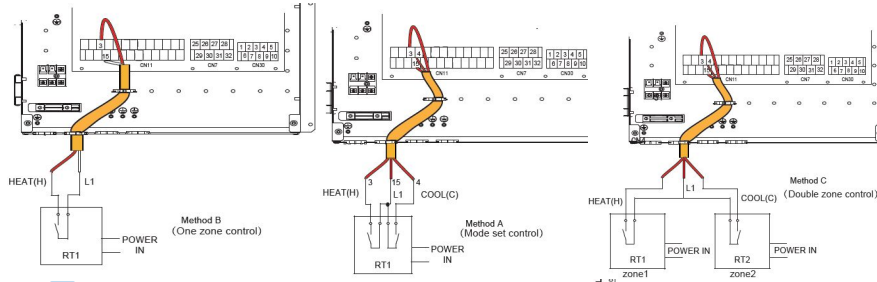 3
15
CN11
25 26 27 28
29 30 31 32
CN7
1 2 3 4 5
6 7 8 9 10
CN30
HEAT(H)
L1
RT1
POWER
IN
Method B
(One zone control)
3 4
15
CN11
25 26 27 28
29 30 31 32
CN7
1 2 3 4 5
6 7 8 9 10
CN30
3
15
4
HEAT(H)
L1
COOL(C)
RT1
POWER
IN
Method A
(Mode set control)
3 4
15
CN11
25 26 27 28
29 30 31 32
CN7
1 2 3 4 5
6 7 8 9 10
CN30
HEAT(H)
L1
COOL(C)
Method C
(Double zone control)
RT1
POWER IN
RT2
POWER IN
zone1
zone2